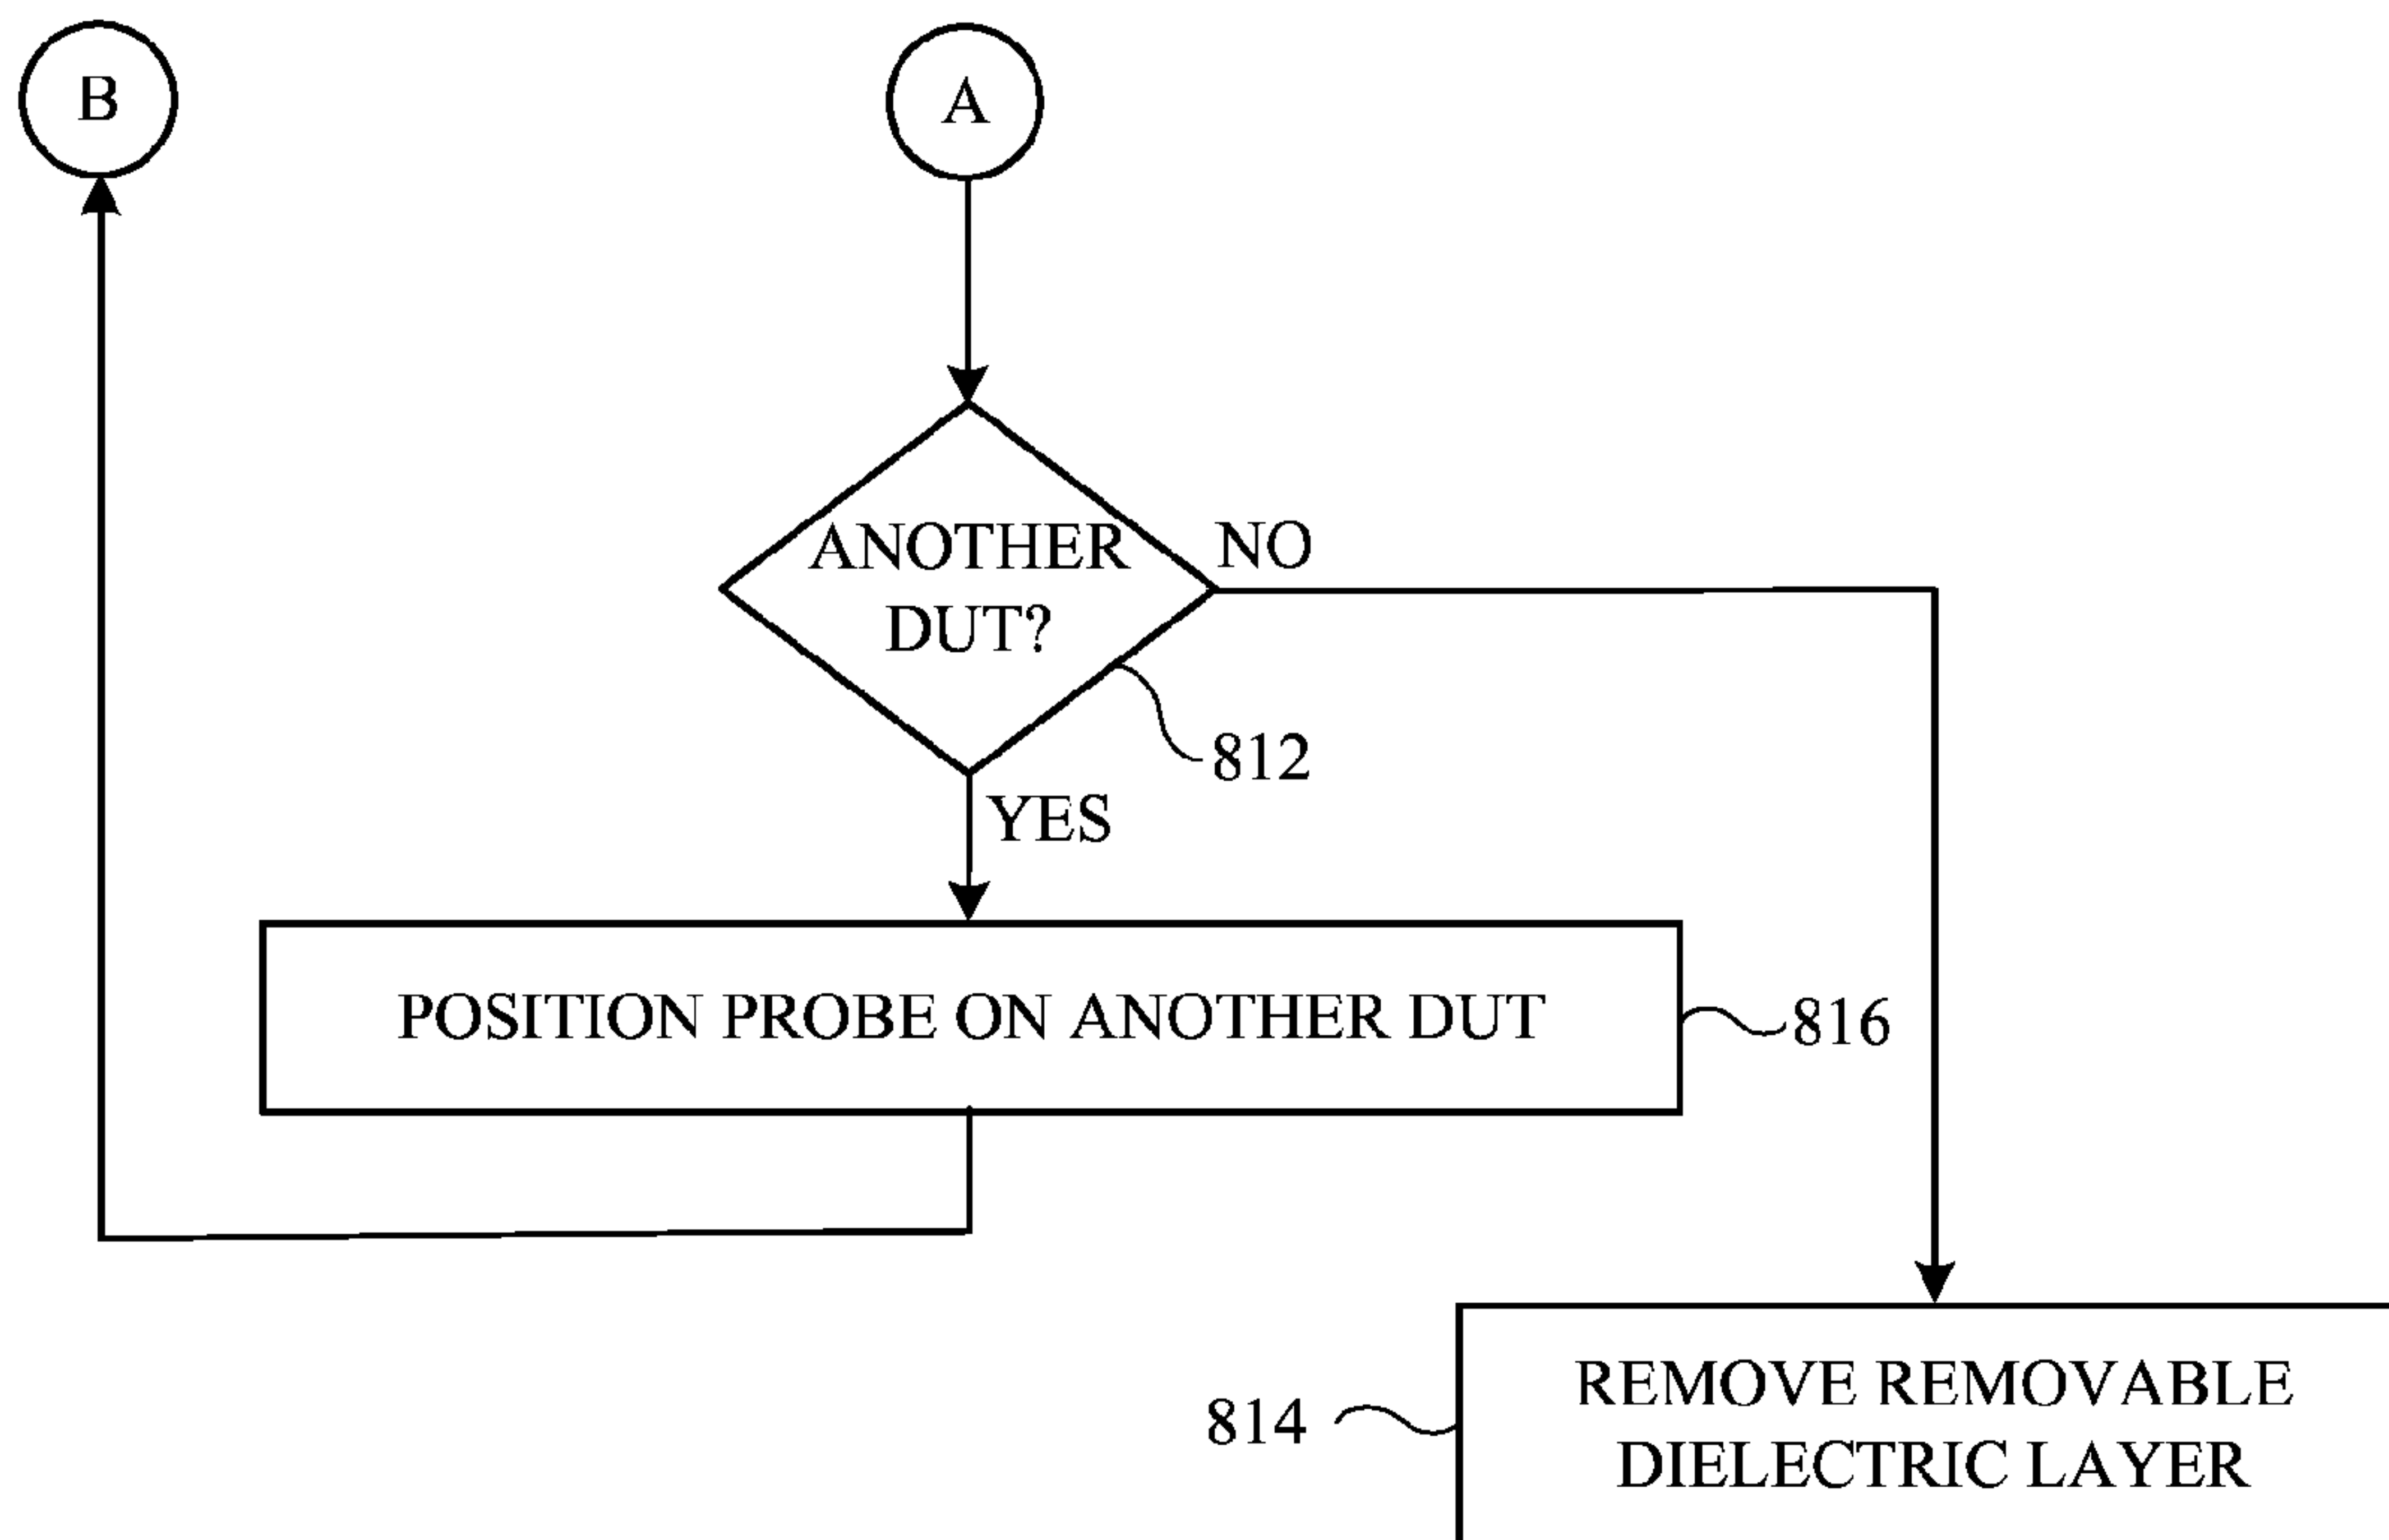 B
A
ANOTHER
DUT?
NO
812
YES
POSITION PROBE ON ANOTHER DUT
816
814
REMOVE REMOVABLE
DIELECTRIC LAYER